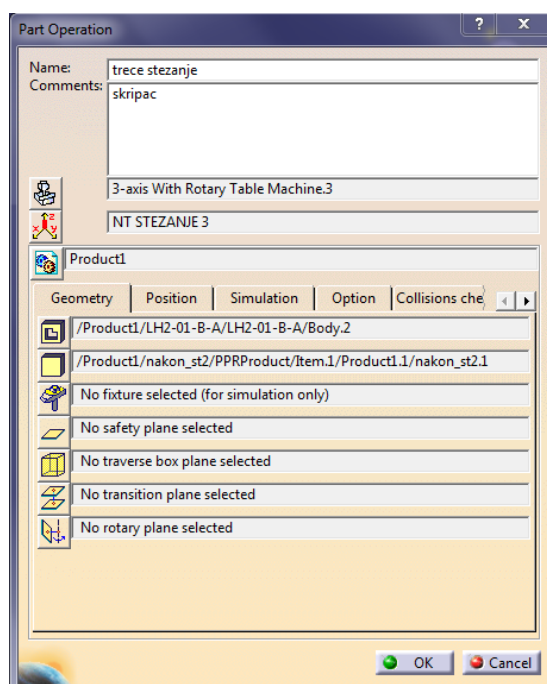 Part Operation
? x
Name:
trece stezanje
Comments:
skripac
3-axis With Rotary Table Machine.3
NT STEZANJE 3
Product1
Geometry Position Simulation Option Collisions che
/Product1/LH2-01-B-A/LH2-01-B-A/Body.2
/Product1/nakon_st2/PPRProduct/Item.1/Product1.1/nakon_st2.1
No fixture selected (for simulation only)
No safety plane selected
No traverse box plane selected
No transition plane selected
No rotary plane selected
OK Cancel